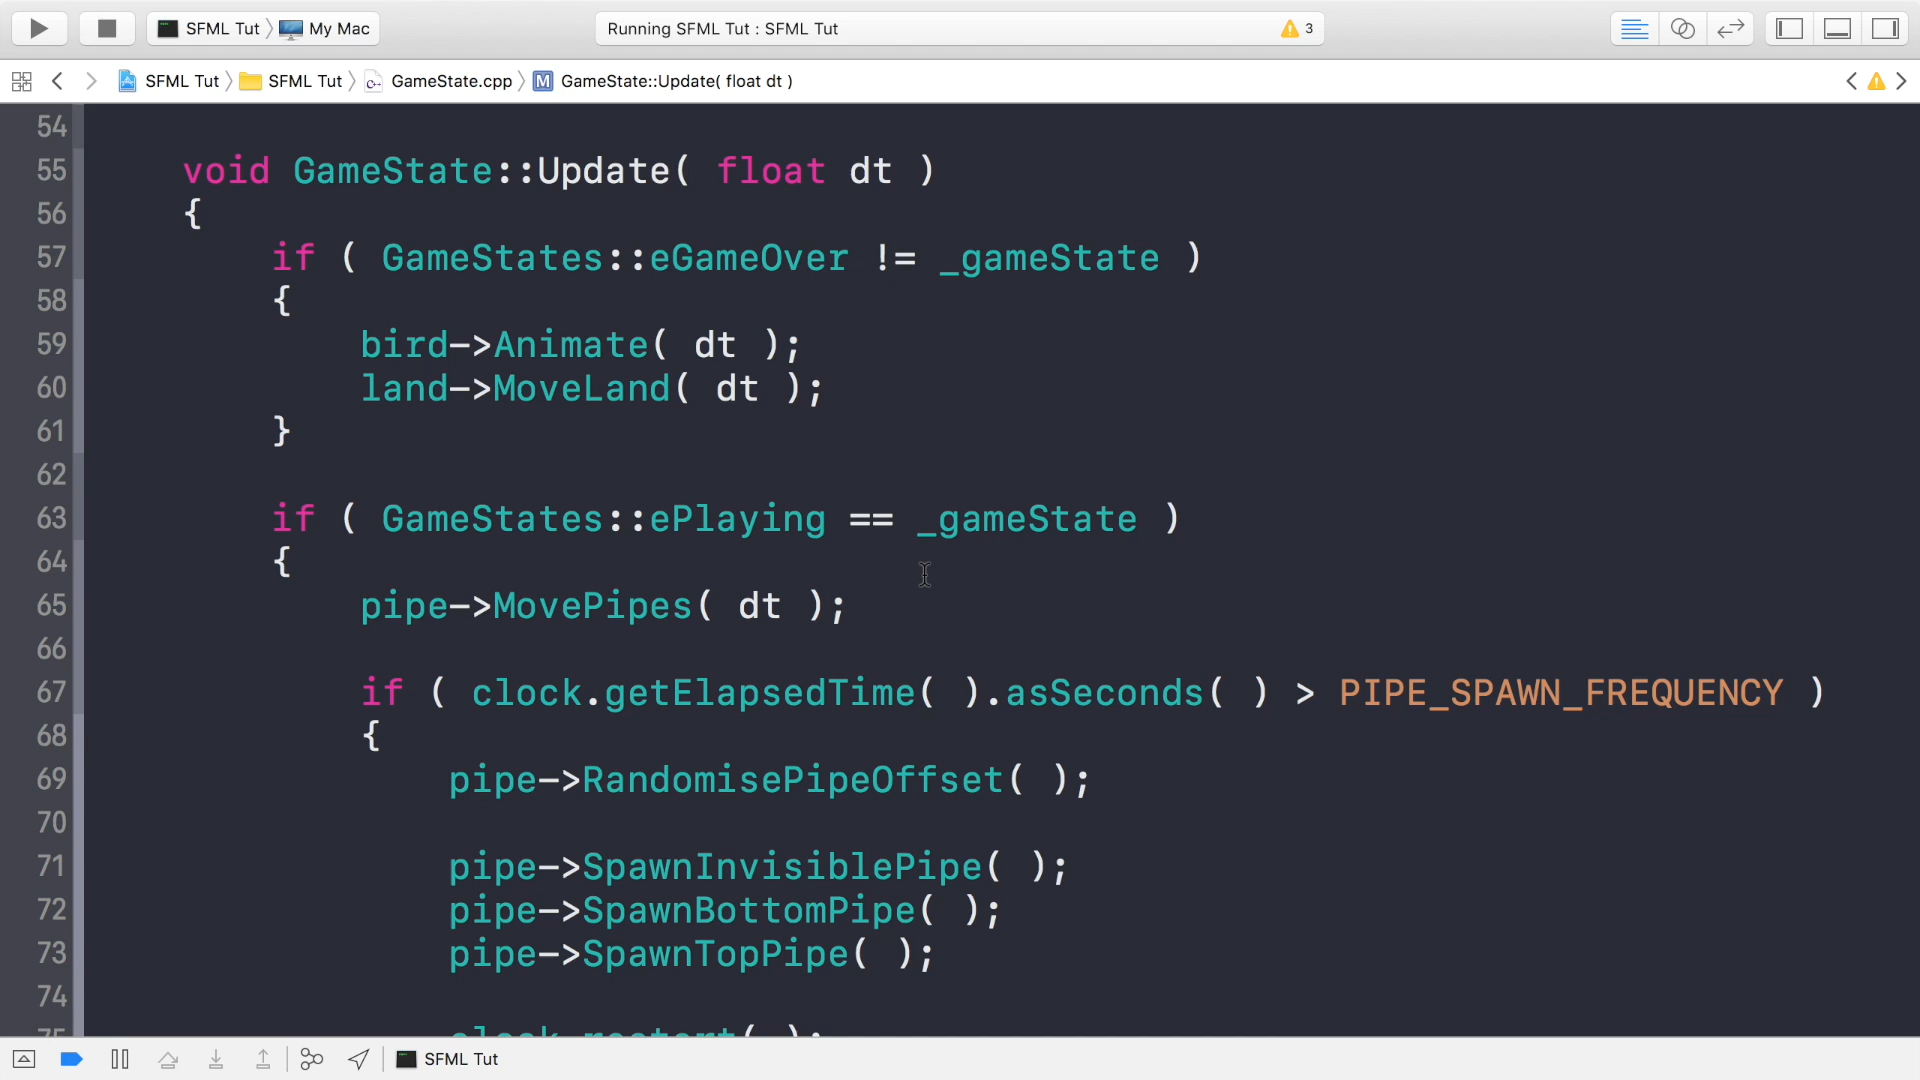 SFML Tut My Mac Running SFML Tut : SFML Tut 3
SFML Tut SFML Tut GameState.cpp M GameState::Update( float dt )
54
55 void GameState::Update( float dt )
56 {
57 if ( GameStates::eGameOver != _gameState )
58 {
59 bird->Animate( dt );
60 land->MoveLand( dt );
61 }
62
63 if ( GameStates::ePlaying == _gameState )
64 {
65 pipe->MovePipes( dt );
66
67 if ( clock.getElapsedTime( ).asSeconds( ) > PIPE_SPAWN_FREQUENCY )
68 {
69 pipe->RandomisePipeOffset( );
70
71 pipe->SpawnInvisiblePipe( );
72 pipe->SpawnBottomPipe( );
73 pipe->SpawnTopPipe( );
74
75 clock.restart( );
SFML Tut